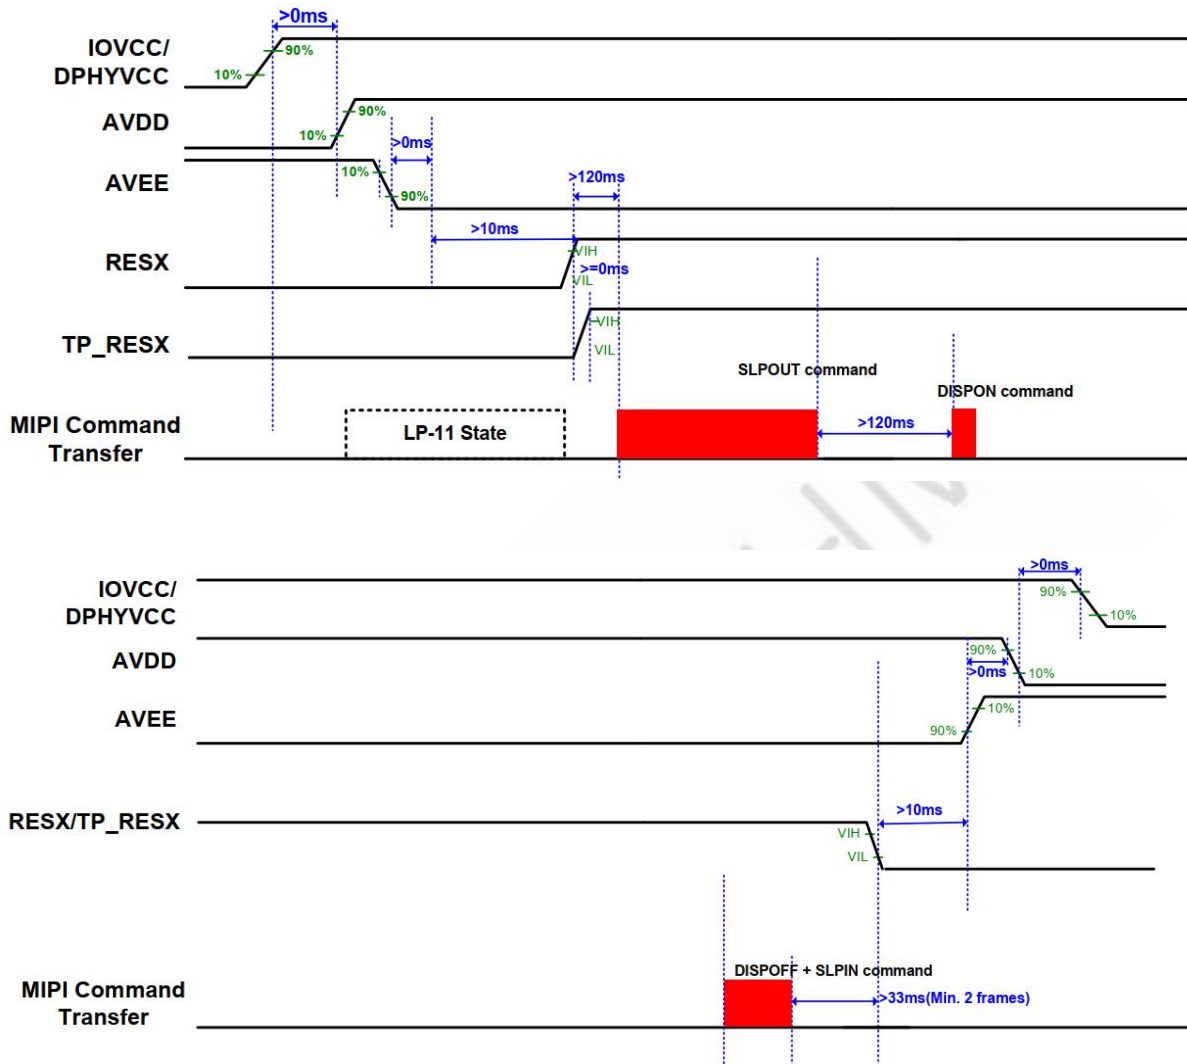 >0ms
IOVCC/
DPHYVCC
90%
10%
AVDD
90%
10%
>0ms
AVEE
10%
90%
>120ms
>10ms
RESX
VIH
>=0ms
VIL
TP_RESX
VIH
VIL
SLPOUT command
DISPON command
MIPI Command
Transfer
LP-11 State
>120ms
>0ms
IOVCC/
DPHYVCC
90%
10%
AVDD
90%
>0ms
10%
AVEE
10%
90%
RESX/TP_RESX
>10ms
VIH
VIL
DISPOFF + SLPIN command
MIPI Command
Transfer
>33ms(Min. 2 frames)